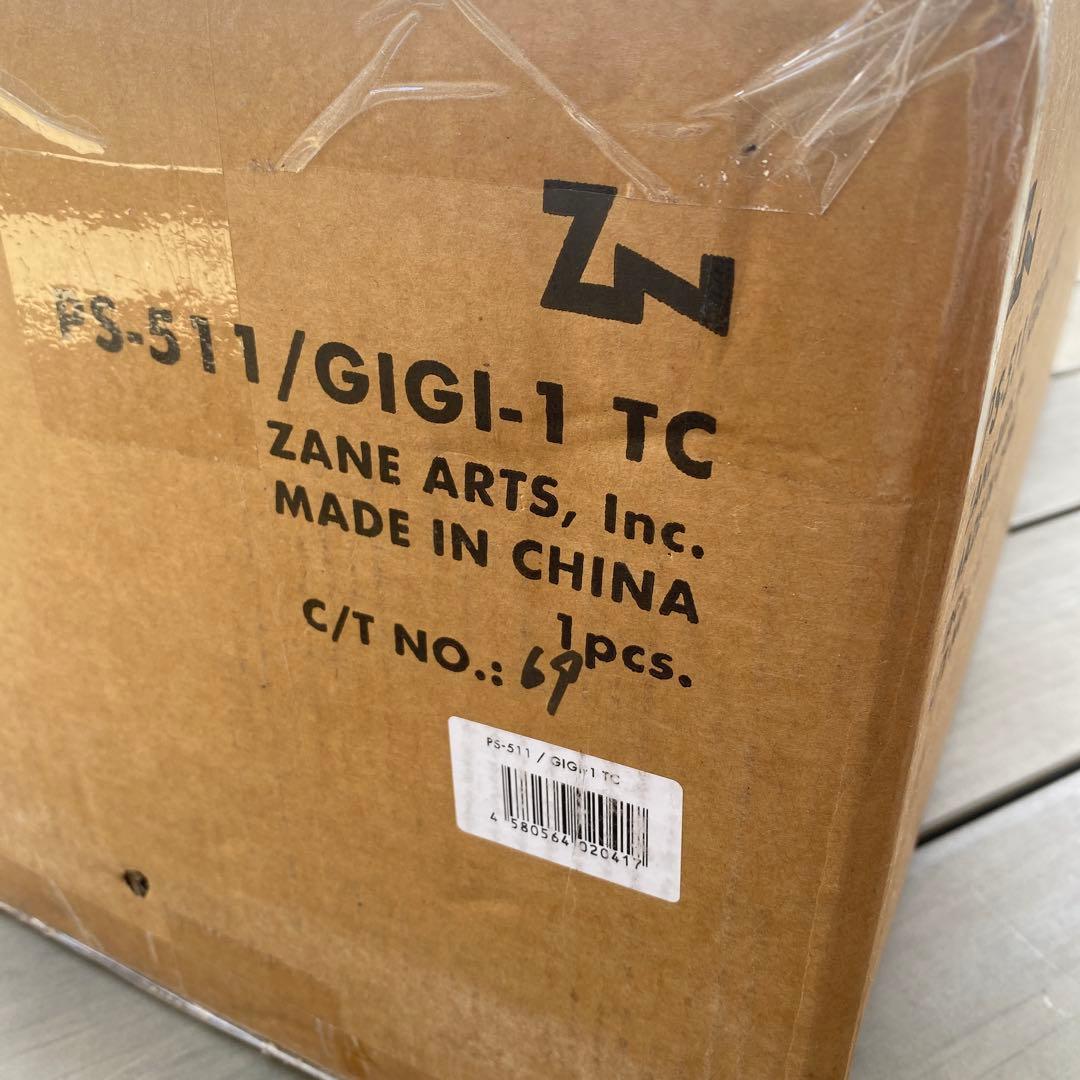 ZN
PS-511/GIGI-1 TC
ZANE ARTS, Inc.
MADE IN CHINA
1pcs.
C/T NO.: 69
PS-511 / GIGI-1 TC
4 580564 020417